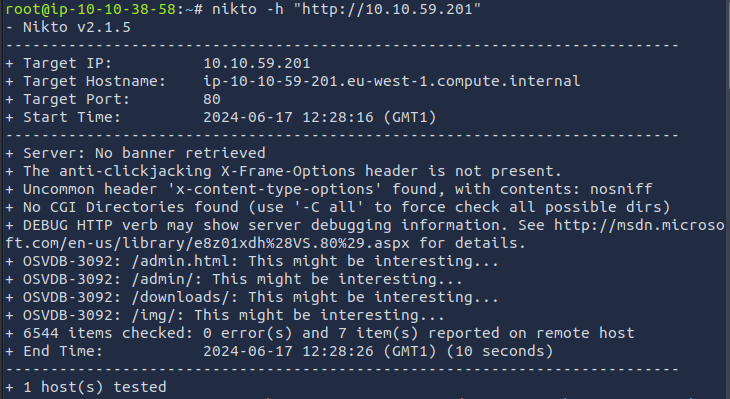 root@ip-10-10-38-58:~# nikto -h "http://10.10.59.201"
- Nikto v2.1.5
---------------------------------------------------------------------------
+ Target IP:          10.10.59.201
+ Target Hostname:    ip-10-10-59-201.eu-west-1.compute.internal
+ Target Port:        80
+ Start Time:         2024-06-17 12:28:16 (GMT1)
---------------------------------------------------------------------------
+ Server: No banner retrieved
+ The anti-clickjacking X-Frame-Options header is not present.
+ Uncommon header 'x-content-type-options' found, with contents: nosniff
+ No CGI Directories found (use '-C all' to force check all possible dirs)
+ DEBUG HTTP verb may show server debugging information. See http://msdn.microso
ft.com/en-us/library/e8z01xdh%28VS.80%29.aspx for details.
+ OSVDB-3092: /admin.html: This might be interesting...
+ OSVDB-3092: /admin/: This might be interesting...
+ OSVDB-3092: /downloads/: This might be interesting...
+ OSVDB-3092: /img/: This might be interesting...
+ 6544 items checked: 0 error(s) and 7 item(s) reported on remote host
+ End Time:           2024-06-17 12:28:26 (GMT1) (10 seconds)
---------------------------------------------------------------------------
+ 1 host(s) tested